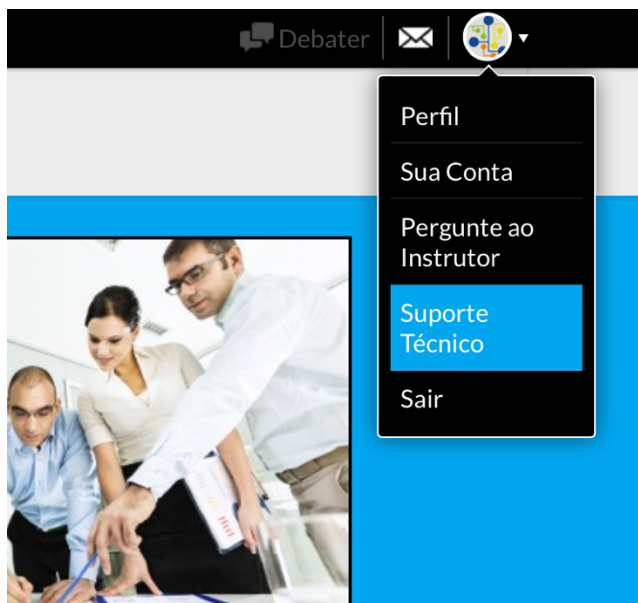 Debater
Perfil
Sua Conta
Pergunte ao
Instrutor
Suporte
Técnico
Sair